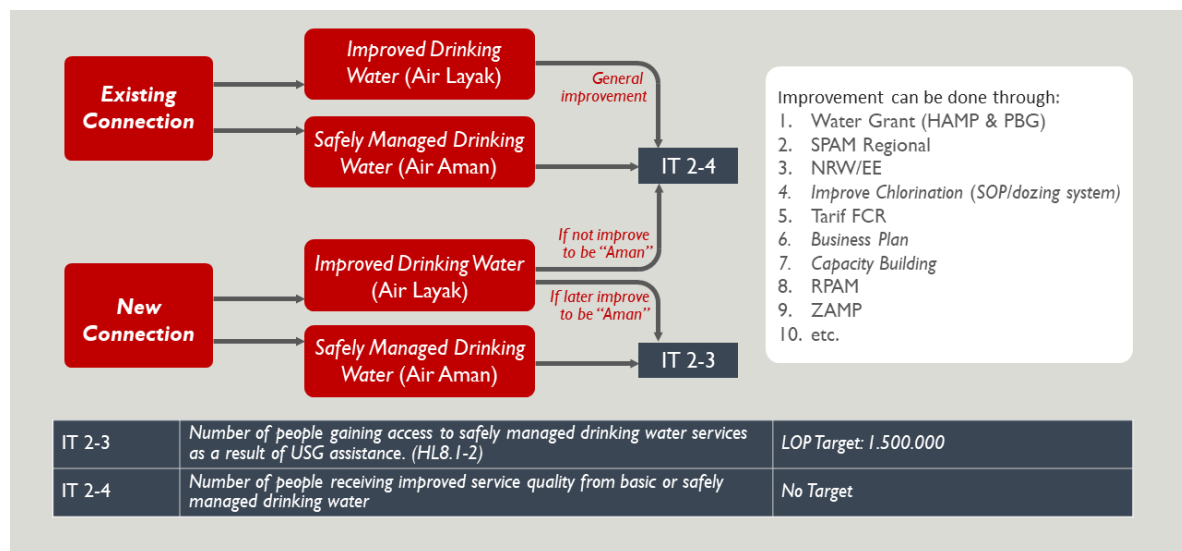 Existing
Connection
Improved Drinking
Water (Air Layak)
General
improvement
Safely Managed Drinking
Water (Air Aman)
IT 2-4
If not improve
to be “Aman”
New
Connection
Improved Drinking Water
(Air Layak)
If later improve
to be “Aman”
Safely Managed Drinking
Water (Air Aman)
IT 2-3
Improvement can be done through:
1. Water Grant (HAMP & PBG)
2. SPAM Regional
3. NRW/EE
4. Improve Chlorination (SOP/dozing system)
5. Tarif FCR
6. Business Plan
7. Capacity Building
8. RPAM
9. ZAMP
10. etc.
IT 2-3
Number of people gaining access to safely managed drinking water services
as a result of USG assistance. (HL8.1-2)
LOP Target: 1.500.000
IT 2-4
Number of people receiving improved service quality from basic or safely
managed drinking water
No Target